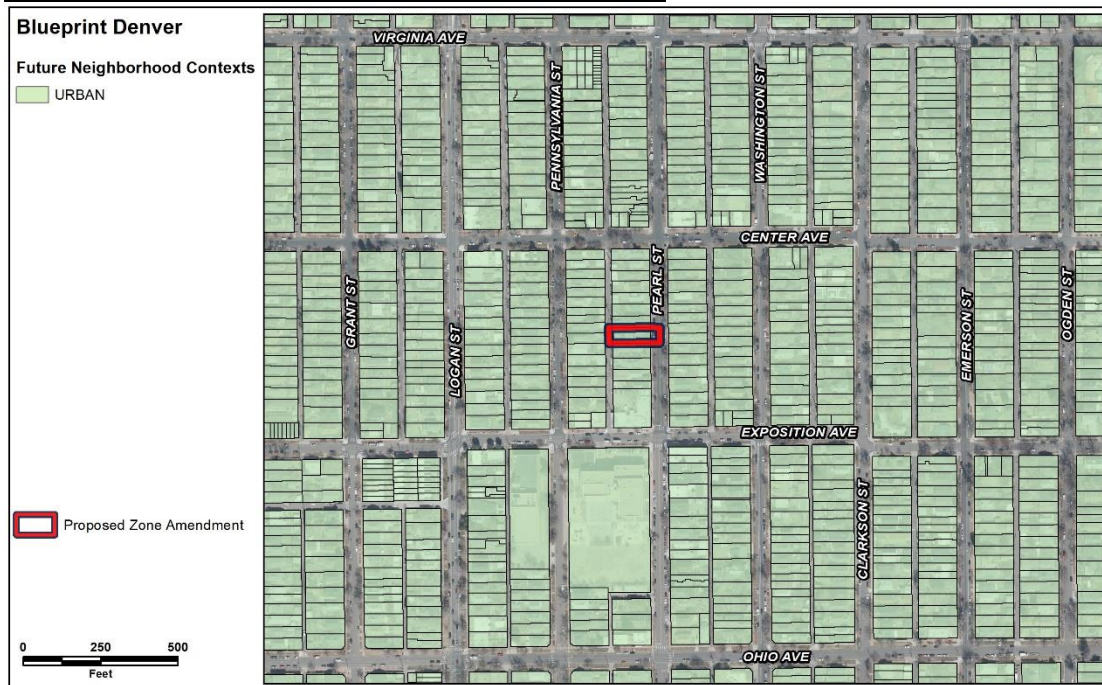 Blueprint Denver
Future Neighborhood Contexts
URBAN
Proposed Zone Amendment
0 250 500
Feet
VIRGINIA AVE
PENNSYLVANIA ST
WASHINGTON ST
CENTER AVE
GRANT ST
LOGAN ST
PEARL ST
EMERSON ST
OGDEN ST
EXPOSITION AVE
CLARKSON ST
OHIO AVE